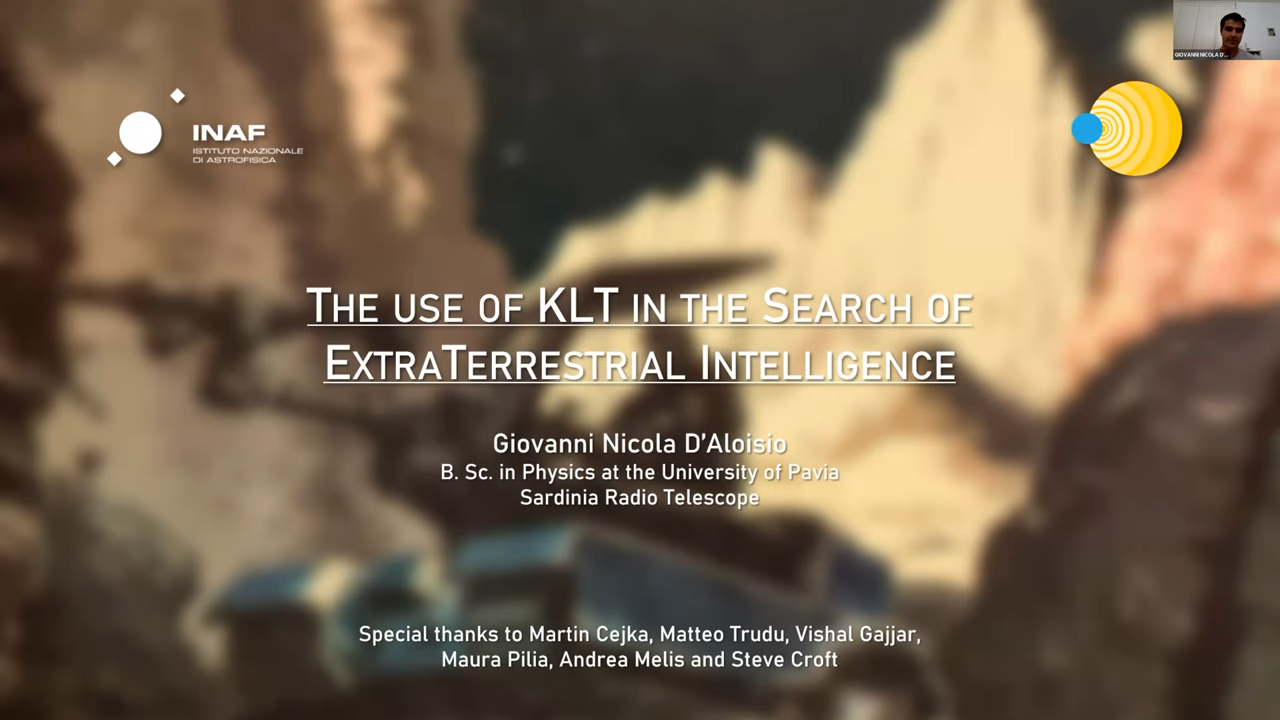 GIOVANNI NICOLA D'...
INAF
ISTITUTO NAZIONALE
DI ASTROFISICA
THE USE OF KLT IN THE SEARCH OF
EXTRATERRESTRIAL INTELLIGENCE
Giovanni Nicola D'Aloisio
B. Sc. in Physics at the University of Pavia
Sardinia Radio Telescope
Special thanks to Martin Cejka, Matteo Trudu, Vishal Gajjar,
Maura Pilia, Andrea Melis and Steve Croft